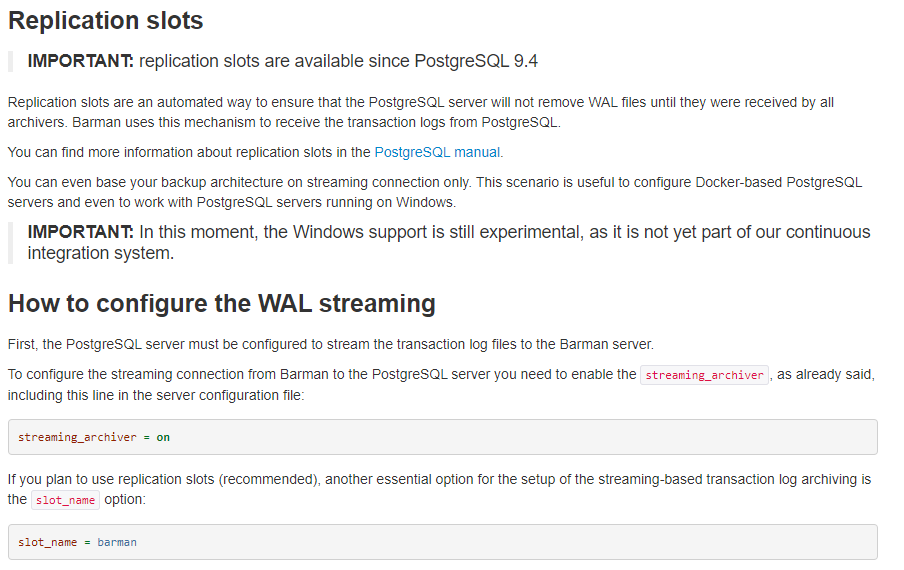 Replication slots
IMPORTANT: replication slots are available since PostgreSQL 9.4
Replication slots are an automated way to ensure that the PostgreSQL server will not remove WAL files until they were received by all
archivers. Barman uses this mechanism to receive the transaction logs from PostgreSQL.
You can find more information about replication slots in the PostgreSQL manual.
You can even base your backup architecture on streaming connection only. This scenario is useful to configure Docker-based PostgreSQL
servers and even to work with PostgreSQL servers running on Windows.
IMPORTANT: In this moment, the Windows support is still experimental, as it is not yet part of our continuous
integration system.
How to configure the WAL streaming
First, the PostgreSQL server must be configured to stream the transaction log files to the Barman server.
To configure the streaming connection from Barman to the PostgreSQL server you need to enable the streaming_archiver , as already said,
including this line in the server configuration file:
streaming_archiver = on
If you plan to use replication slots (recommended), another essential option for the setup of the streaming-based transaction log archiving is
the slot_name option:
slot_name = barman